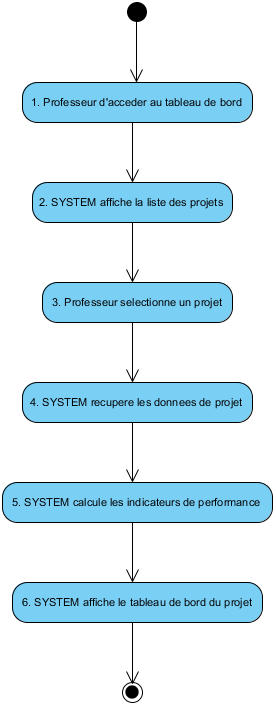 1. Professeur d'acceder au tableau de bord
2. SYSTEM affiche la liste des projets
3. Professeur selectionne un projet
4. SYSTEM recupere les donnees de projet
5. SYSTEM calcule les indicateurs de performance
6. SYSTEM affiche le tableau de bord du projet